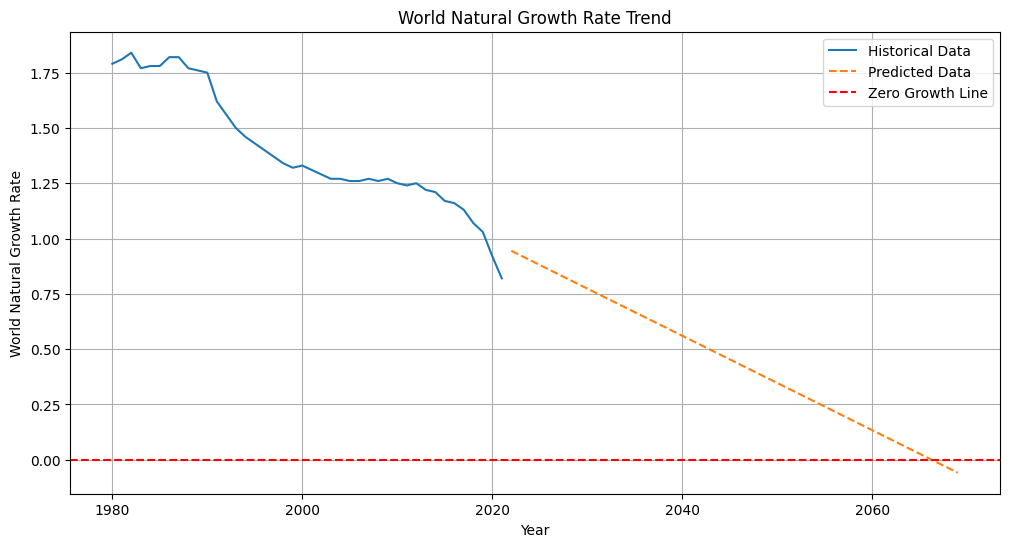 World Natural Growth Rate Trend
Historical Data
Predicted Data
Zero Growth Line
World Natural Growth Rate
1.75
1.50
1.25
1.00
0.75
0.50
0.25
0.00
1980
2000
2020
2040
2060
Year